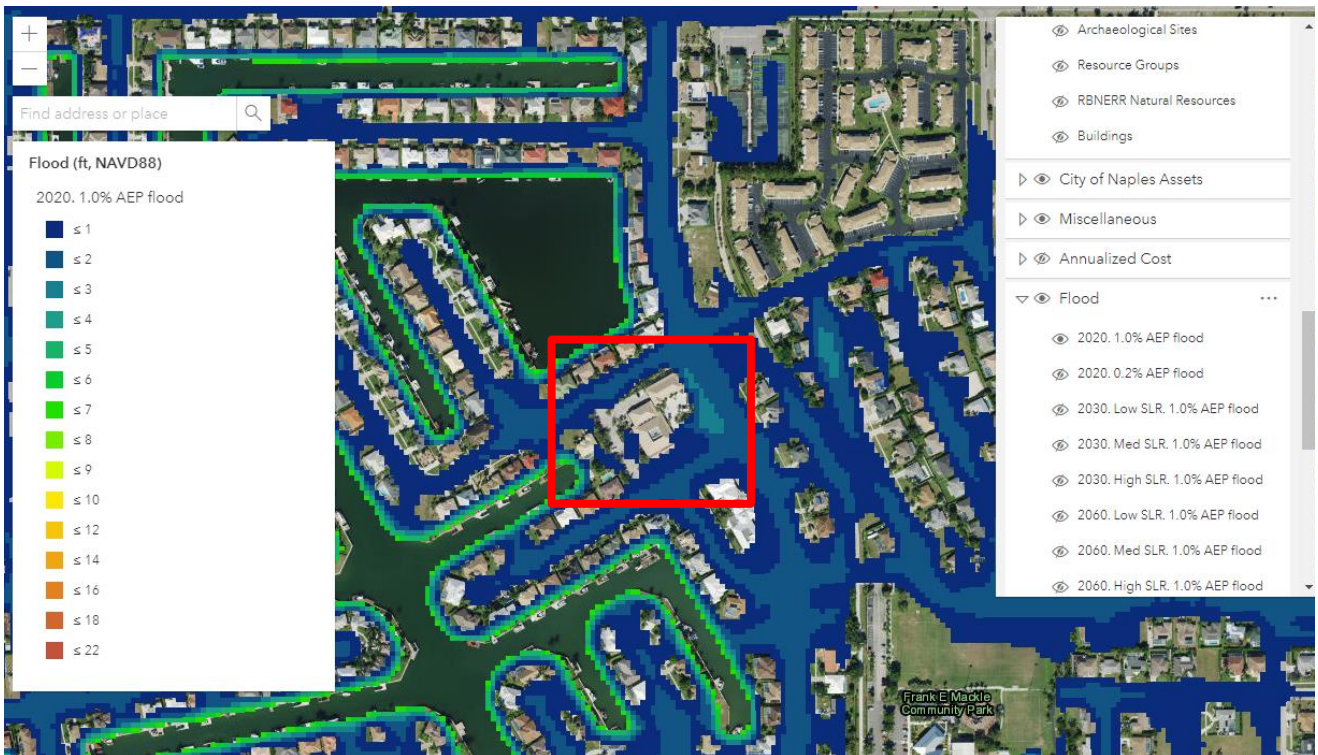 +
−
Find address or place
Flood (ft, NAVD88)
2020. 1.0% AEP flood
≤ 1
≤ 2
≤ 3
≤ 4
≤ 5
≤ 6
≤ 7
≤ 8
≤ 9
≤ 10
≤ 12
≤ 14
≤ 16
≤ 18
≤ 22
Archaeological Sites
Resource Groups
RBNERR Natural Resources
Buildings
City of Naples Assets
Miscellaneous
Annualized Cost
Flood
2020. 1.0% AEP flood
2020. 0.2% AEP flood
2030. Low SLR. 1.0% AEP flood
2030. Med SLR. 1.0% AEP flood
2030. High SLR. 1.0% AEP flood
2060. Low SLR. 1.0% AEP flood
2060. Med SLR. 1.0% AEP flood
2060. High SLR. 1.0% AEP flood
Frank E Mackle
Community Park